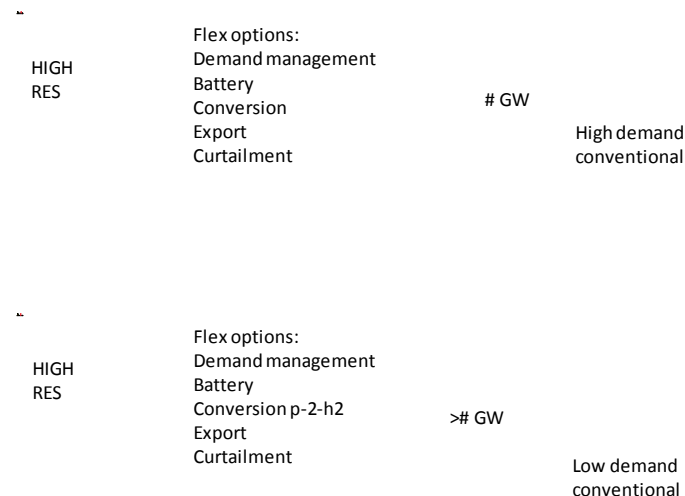 HIGH
RES
Flex options:
Demand management
Battery
Conversion
Export
Curtailment
# GW
High demand
conventional
HIGH
RES
Flex options:
Demand management
Battery
Conversion p-2-h2
Export
Curtailment
># GW
Low demand
conventional